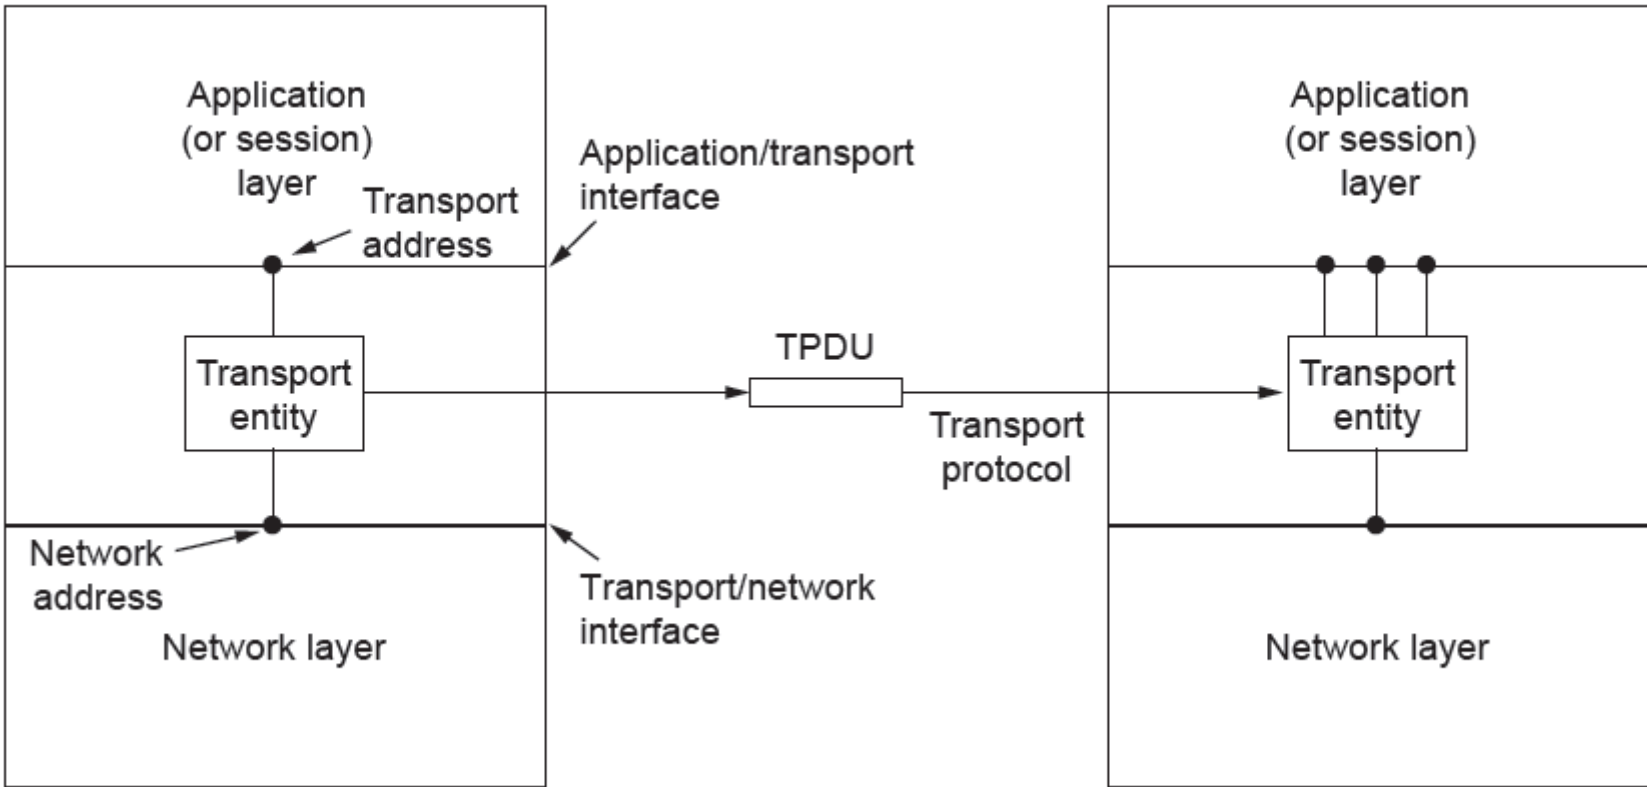 Application
(or session)
layer
Transport
address
Application/transport
interface
Application
(or session)
layer
Transport
entity
TPDU
Transport
protocol
Transport
entity
Network
address
Transport/network
interface
Network layer
Network layer